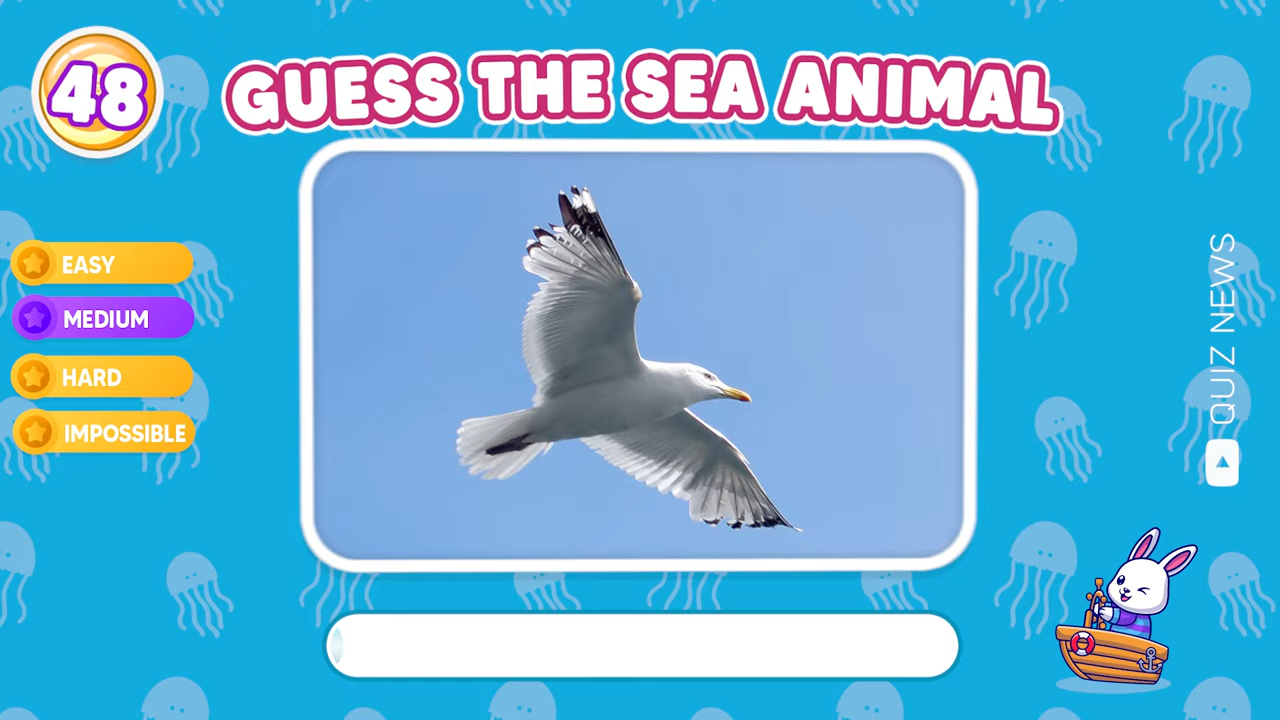 48
GUESS THE SEA ANIMAL
EASY
MEDIUM
HARD
IMPOSSIBLE
QUIZ NEWS